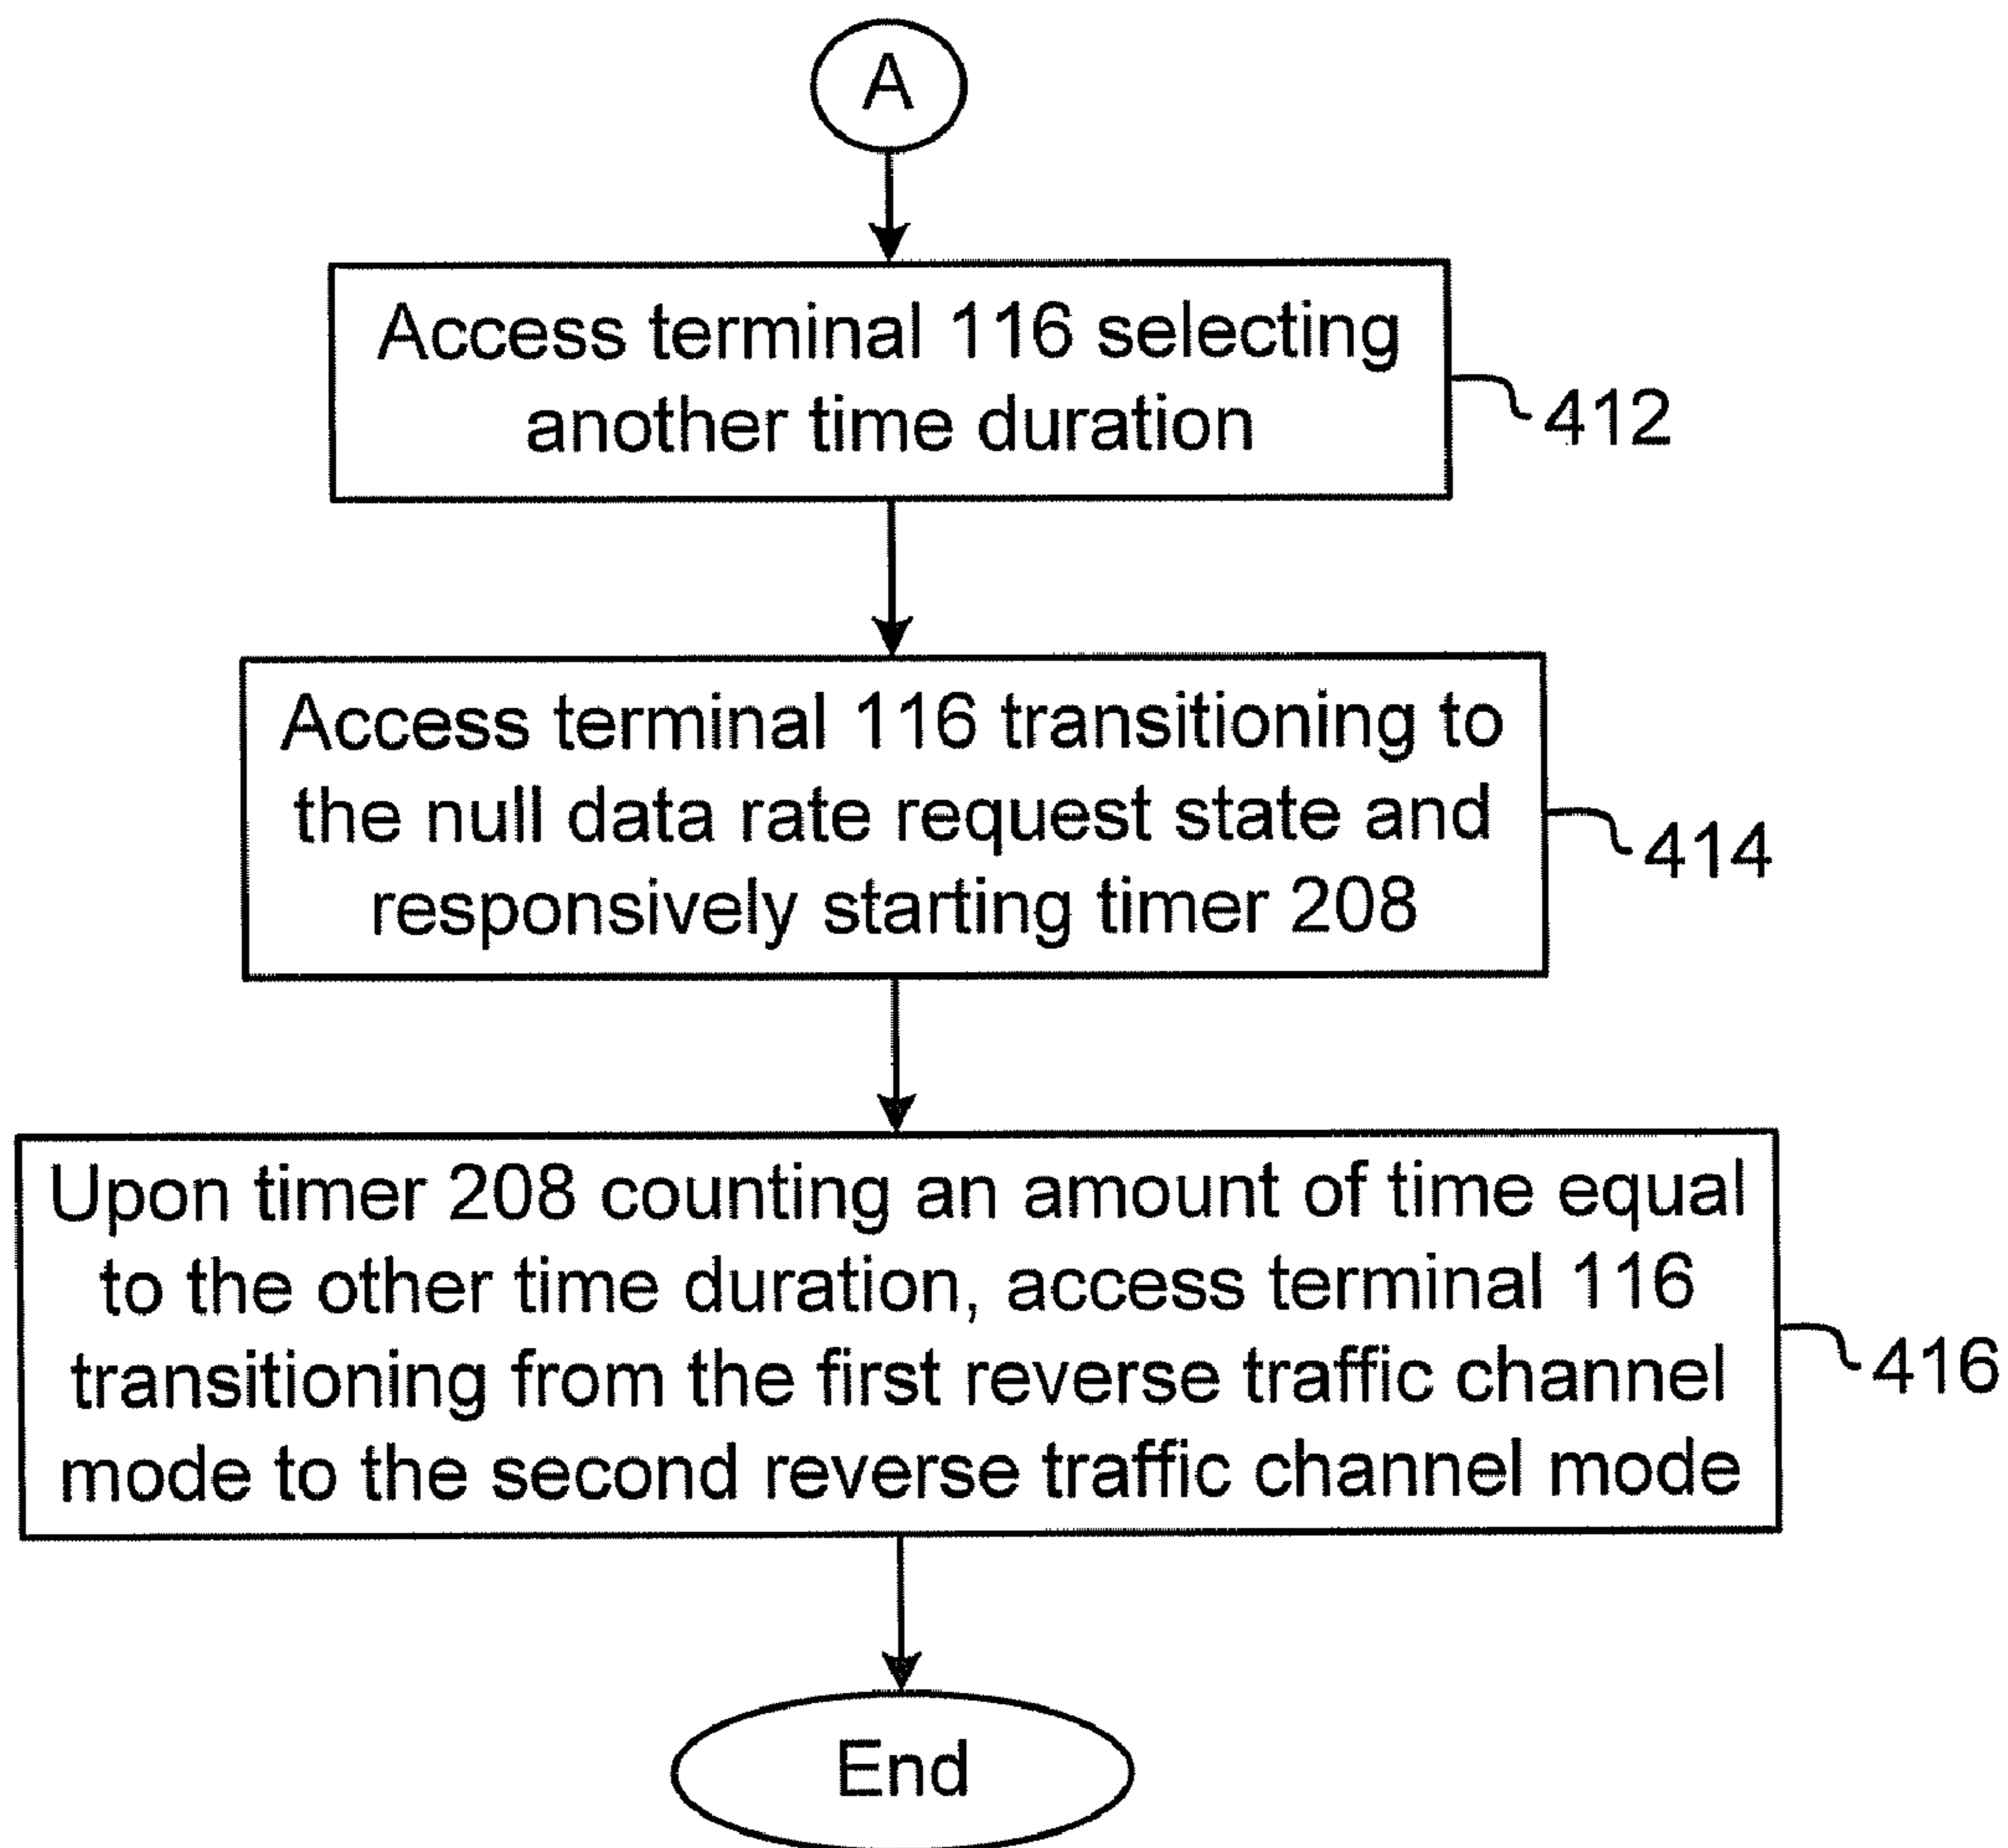 A
Access terminal 116 selecting
another time duration
412
Access terminal 116 transitioning to
the null data rate request state and
responsively starting timer 208
414
Upon timer 208 counting an amount of time equal
to the other time duration, access terminal 116
transitioning from the first reverse traffic channel
mode to the second reverse traffic channel mode
416
End